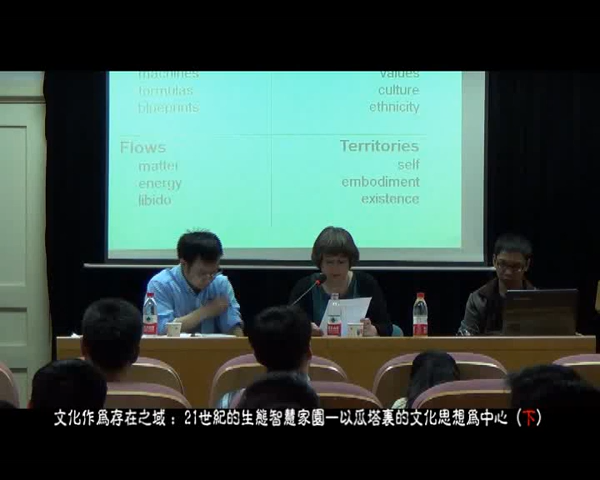 machines
values
formulas
culture
blueprints
ethnicity
Flows
Territories
matter
self
energy
embodiment
libido
existence
文化作爲存在之域：21世紀的生態智慧家園—以瓜塔裏的文化思想爲中心（下）